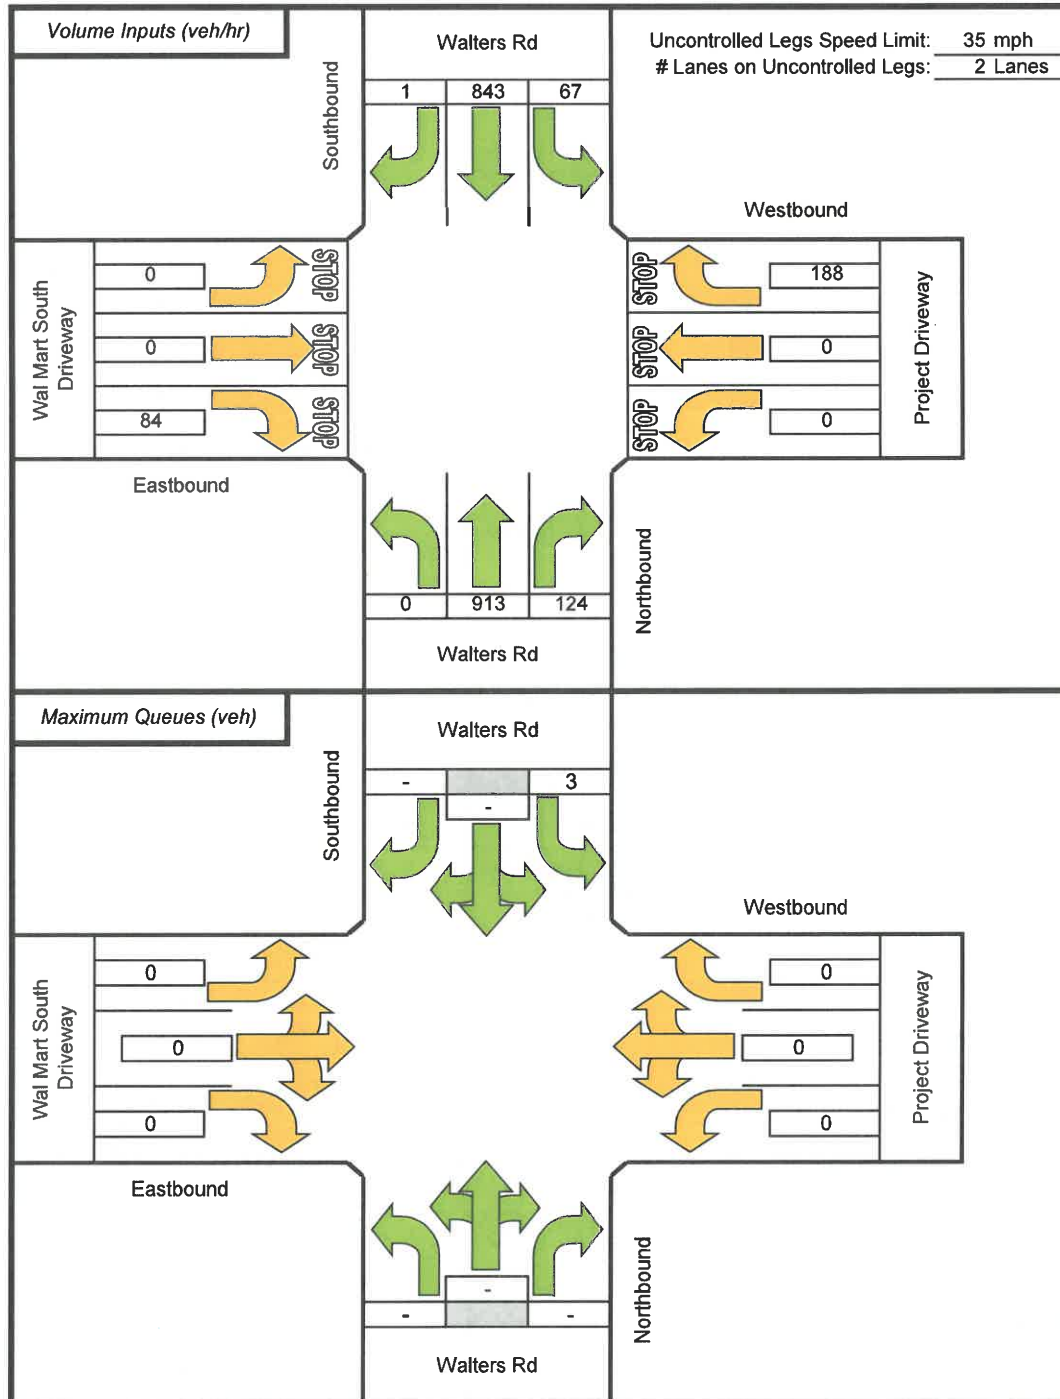 Volume Inputs (veh/hr)
Walters Rd
Uncontrolled Legs Speed Limit: 35 mph
# Lanes on Uncontrolled Legs: 2 Lanes
Southbound
1 843 67
Westbound
Wal Mart South
Driveway
0
STOP
0
STOP
84
STOP
STOP
188
STOP
0
STOP
0
Project Driveway
Eastbound
Northbound
0 913 124
Walters Rd
Maximum Queues (veh)
Walters Rd
Southbound
- 3
-
Westbound
Wal Mart South
Driveway
0
0
0
0
0
0
Project Driveway
Eastbound
Northbound
-
- -
Walters Rd